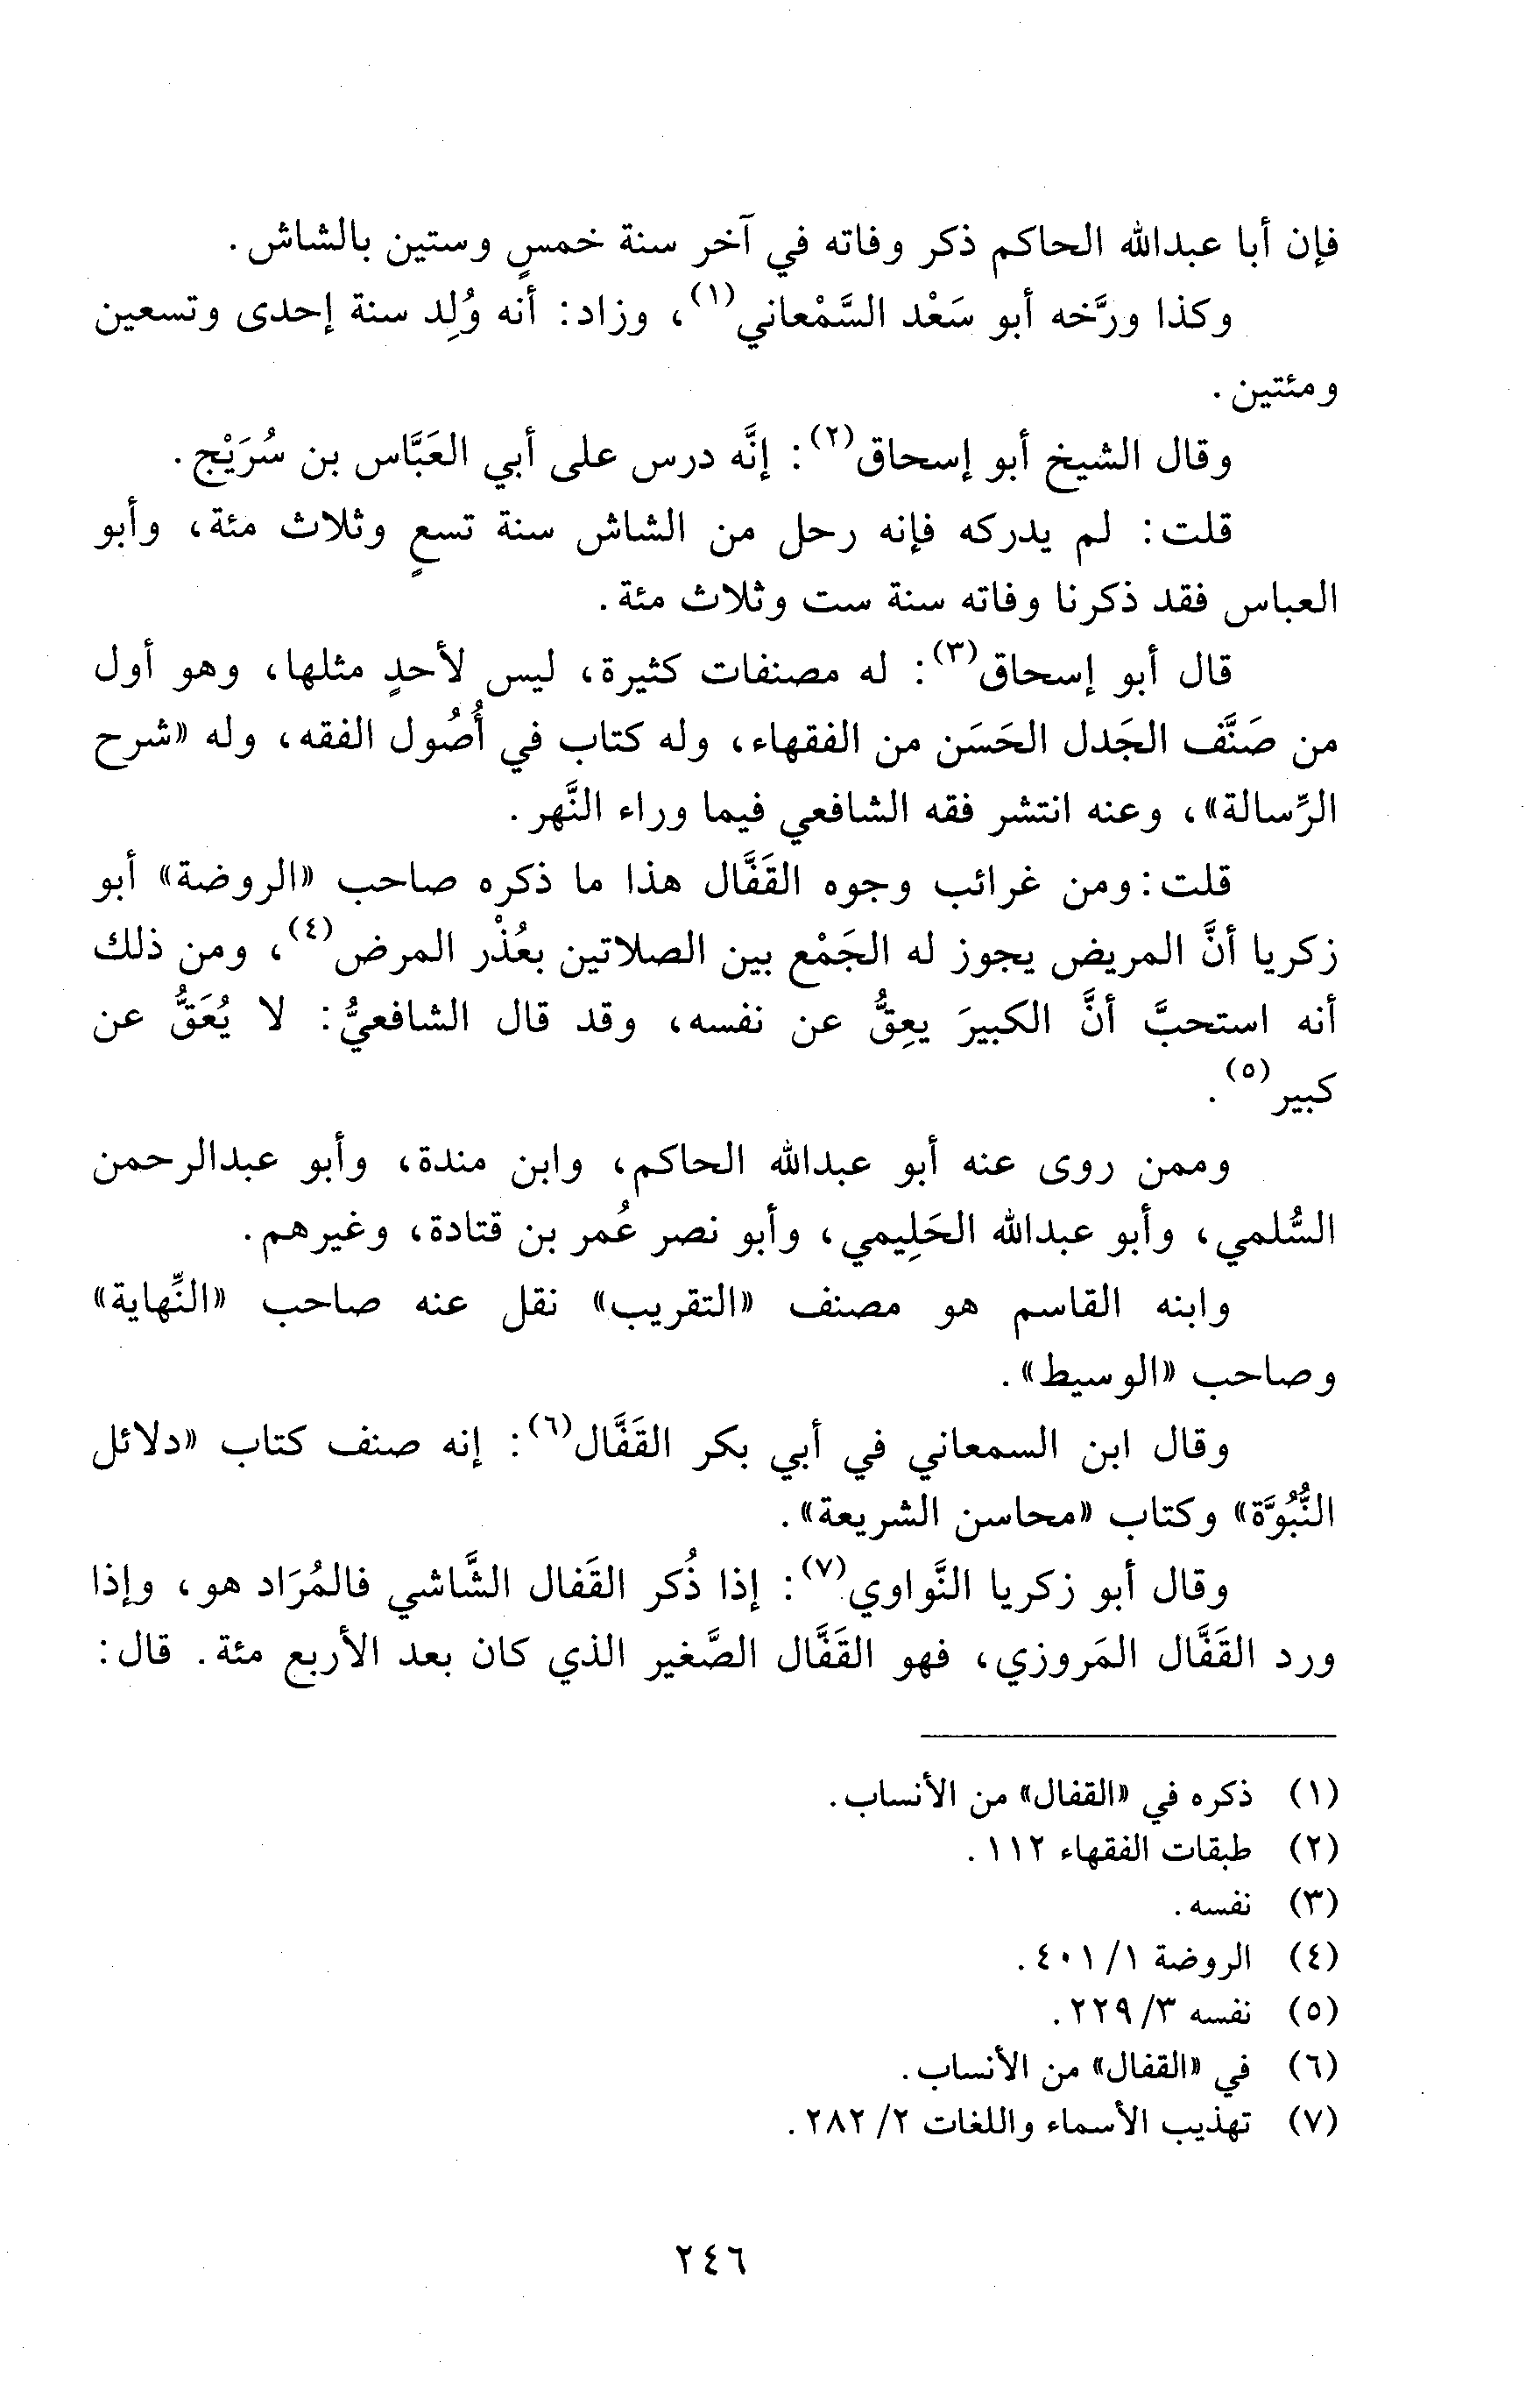 فإن أبا عبدالله الحاكم ذكر وفاته في آخر سنة خمسٍ وستين بالشاش.
وكذا ورَّخه أبو سَعْد السَّمْعاني(١)، وزاد: أنه وُلِد سنة إحدى وتسعين
ومئتين.
وقال الشيخ أبو إسحاق(٢): إنَّه درس على أبي العَبَّاس بن سُرَيْج.
قلت: لم يدركه فإنه رحل من الشاش سنة تسعٍ وثلاث مئة، وأبو
العباس فقد ذكرنا وفاته سنة ست وثلاث مئة.
قال أبو إسحاق(٣): له مصنفات كثيرة، ليس لأحدٍ مثلها، وهو أول
من صَنَّف الجَدل الحَسَن من الفقهاء، وله كتاب في أُصُول الفقه، وله «شرح
الرِّسالة»، وعنه انتشر فقه الشافعي فيما وراء النَّهر.
قلت: ومن غرائب وجوه القَفَّال هذا ما ذكره صاحب «الروضة» أبو
زكريا أنَّ المريض يجوز له الجَمْع بين الصلاتين بعُذْر المرض(٤)، ومن ذلك
أنه استحبَّ أنَّ الكبيرَ يعِقُّ عن نفسه، وقد قال الشافعيُّ: لا يُعَقُّ عن
كبير(٥).
وممن روى عنه أبو عبدالله الحاكم، وابن مندة، وأبو عبدالرحمن
السُّلمي، وأبو عبدالله الحَلِيمي، وأبو نصر عُمر بن قتادة، وغيرهم.
وابنه القاسم هو مصنف «التقريب» نقل عنه صاحب «النِّهاية»
وصاحب «الوسيط».
وقال ابن السمعاني في أبي بكر القَفَّال(٦): إنه صنف كتاب «دلائل
النُّبُوَّة» وكتاب «محاسن الشريعة».
وقال أبو زكريا النَّواوي(٧): إذا ذُكر القَفال الشَّاشي فالمُرَاد هو، وإذا
ورد القَفَّال المَروزي، فهو القَفَّال الصَّغير الذي كان بعد الأربع مئة. قال:
(١) ذكره في «القفال» من الأنساب.
(٢) طبقات الفقهاء ١١٢.
(٣) نفسه.
(٤) الروضة ١/ ٤٠١.
(٥) نفسه ٣/ ٢٢٩.
(٦) في «القفال» من الأنساب.
(٧) تهذيب الأسماء واللغات ٢/ ٢٨٢.
٢٤٦